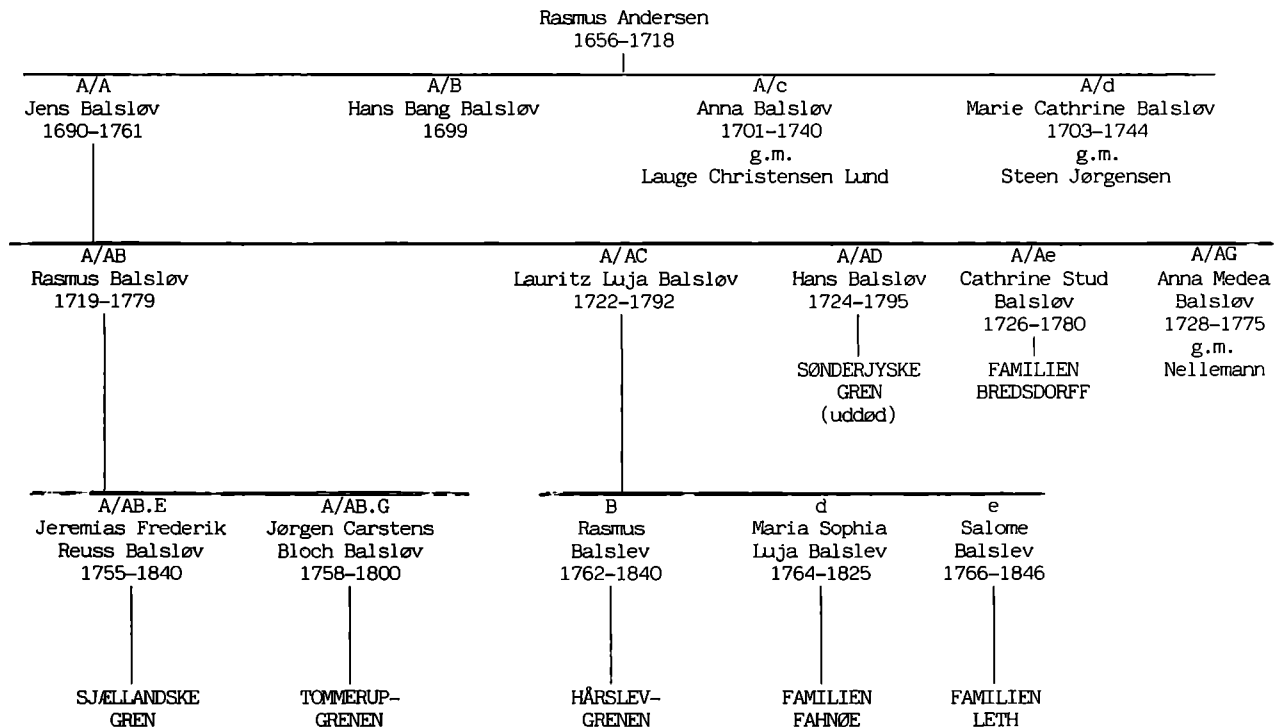 Rasmus Andersen
1656-1718
A/A
Jens Balsløv
1690-1761
A/B
Hans Bang Balsløv
1699
A/c
Anna Balsløv
1701-1740
g.m.
Lauge Christensen Lund
A/d
Marie Cathrine Balsløv
1703-1744
g.m.
Steen Jørgensen
A/AB
Rasmus Balsløv
1719-1779
A/AC
Lauritz Luja Balsløv
1722-1792
A/AD
Hans Balsløv
1724-1795
SØNDERJYSKE
GREN
(uddød)
A/Ae
Cathrine Stud
Balsløv
1726-1780
FAMILIEN
BREDSDORFF
A/AG
Anna Medea
Balsløv
1728-1775
g.m.
Nellemann
A/AB.E
Jeremias Frederik
Reuss Balsløv
1755-1840
SJÆLLANDSKE
GREN
A/AB.G
Jørgen Carstens
Bloch Balsløv
1758-1800
TOMMERUP-
GRENEN
B
Rasmus
Balslev
1762-1840
HÅRSLEV-
GRENEN
d
Maria Sophia
Luja Balslev
1764-1825
FAMILIEN
FAHNØE
e
Salome
Balslev
1766-1846
FAMILIEN
LETH